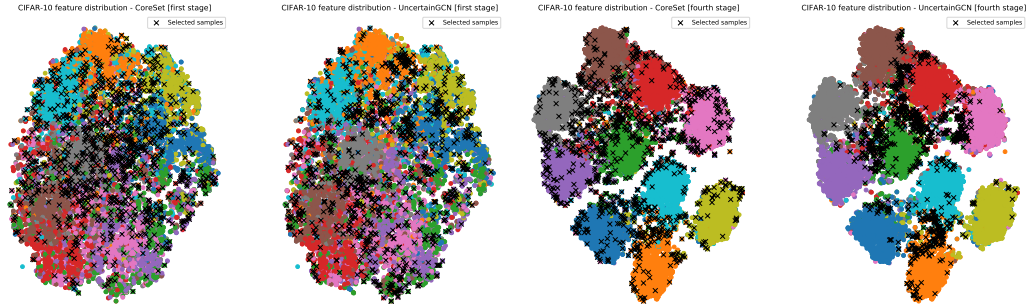 CIFAR-10 feature distribution - CoreSet [first stage]
Selected samples
CIFAR-10 feature distribution - UncertainGCN [first stage]
Selected samples
CIFAR-10 feature distribution - CoreSet [fourth stage]
Selected samples
CIFAR-10 feature distribution - UncertainGCN [fourth stage]
Selected samples